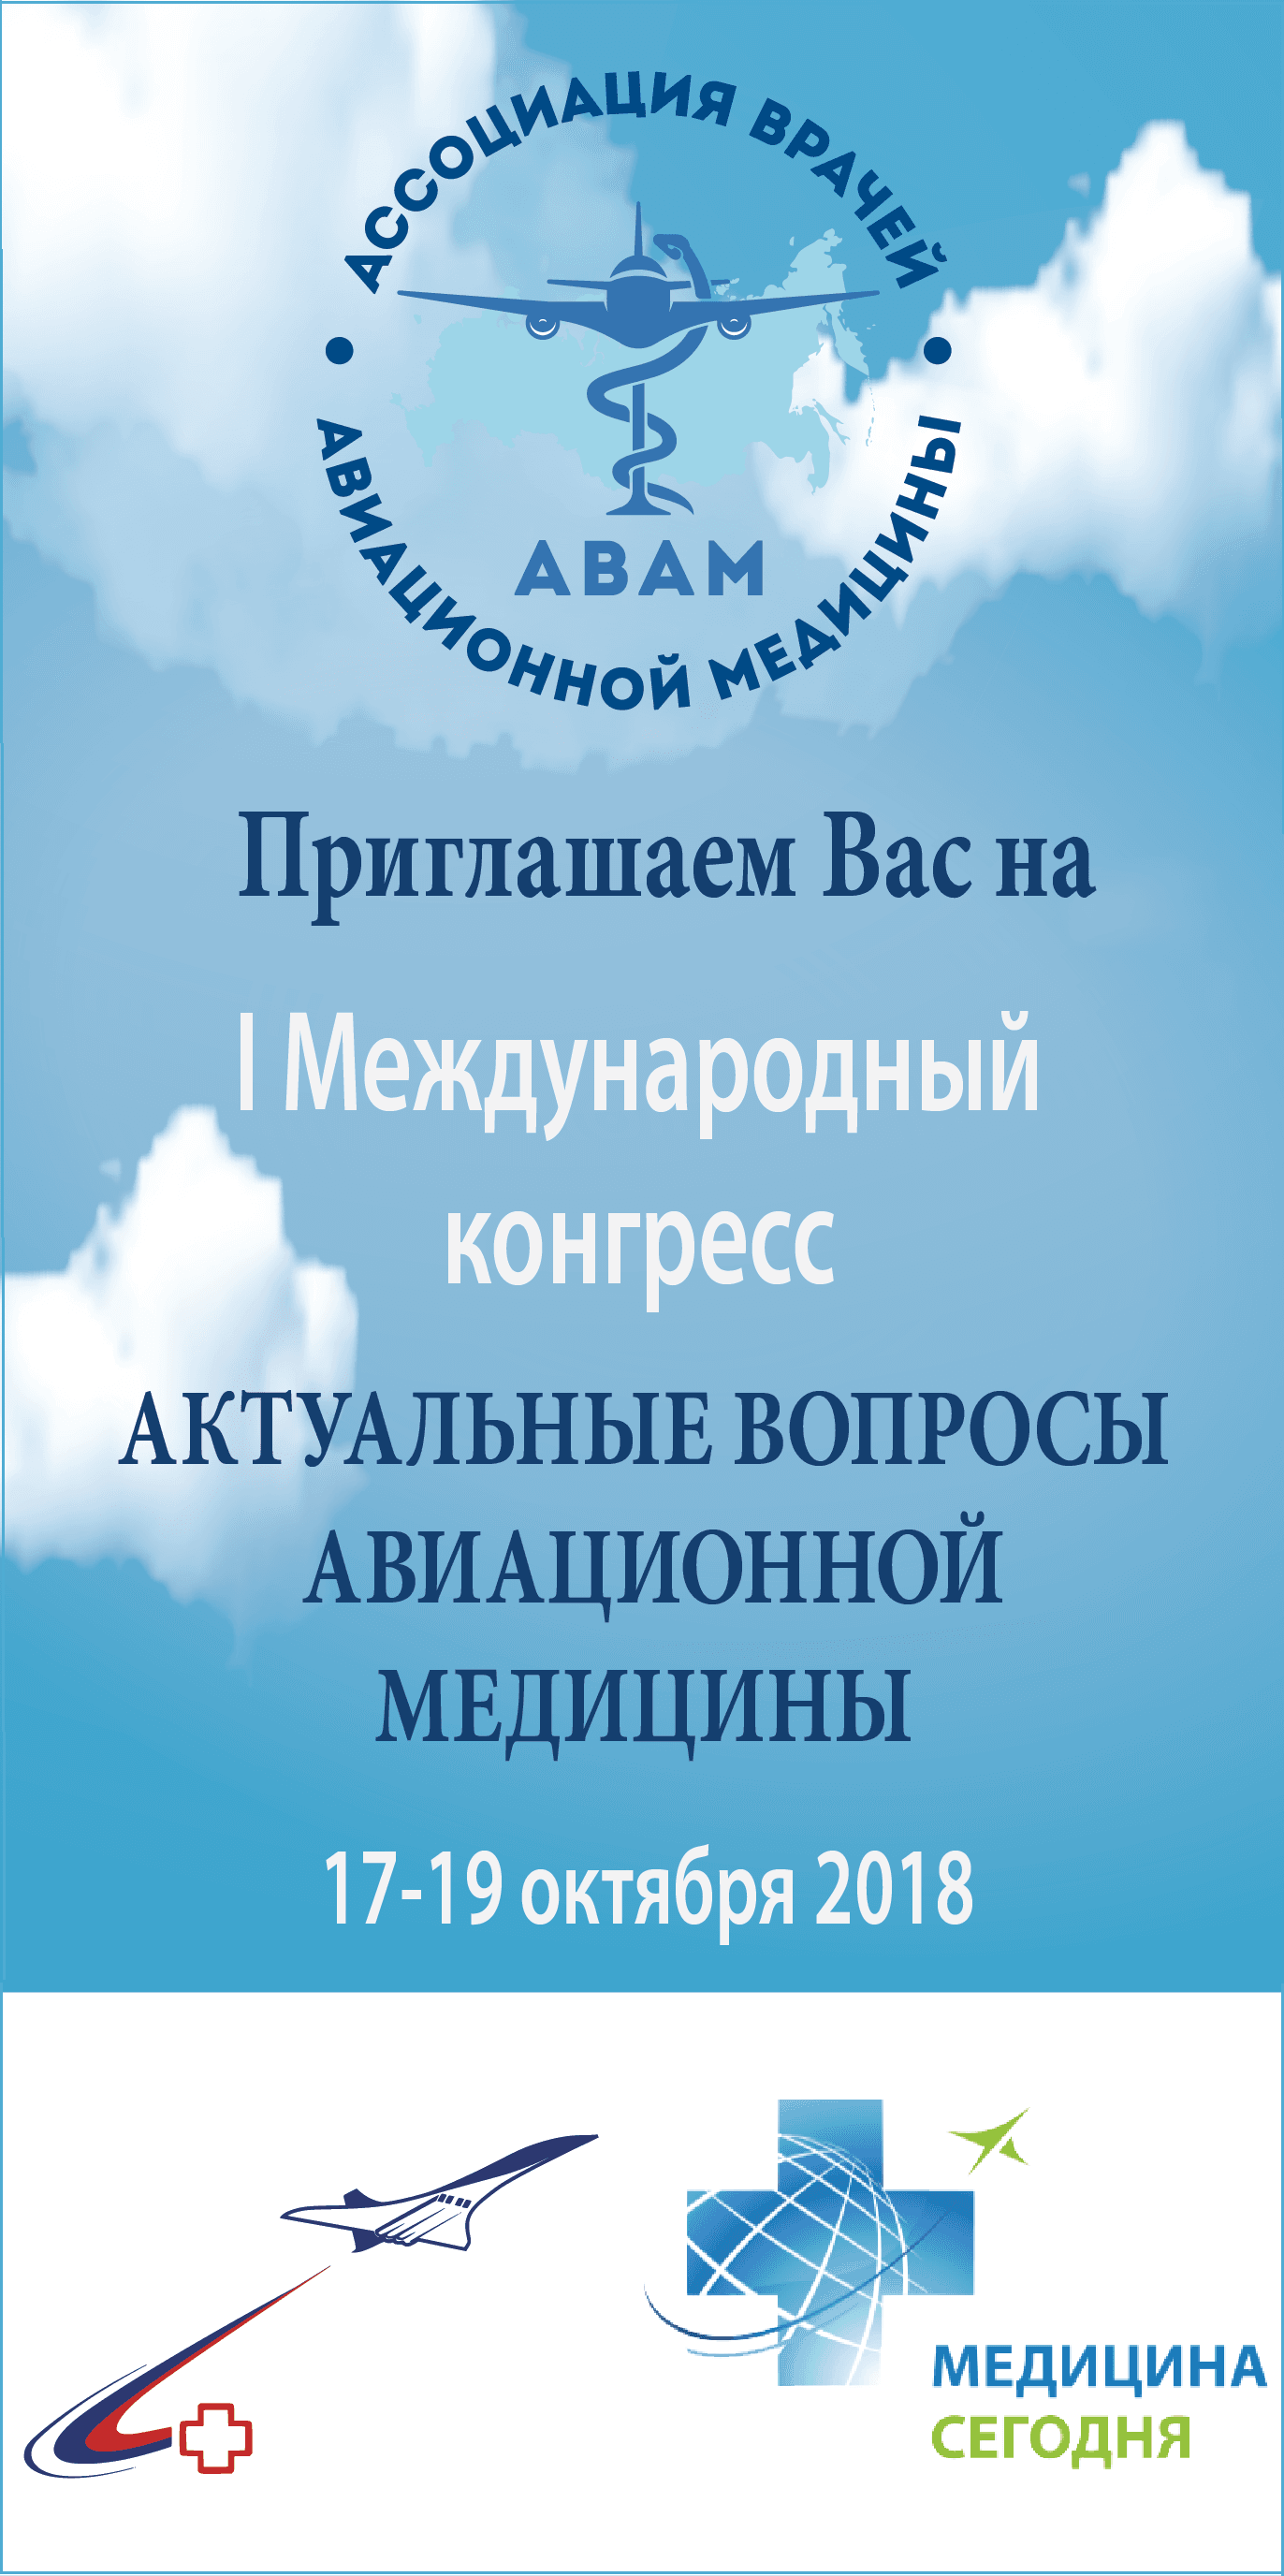 АССОЦИАЦИЯ ВРАЧЕЙ
АВИАЦИОННОЙ МЕДИЦИНЫ
АВАМ
Приглашаем Вас на
I Международный
конгресс
АКТУАЛЬНЫЕ ВОПРОСЫ
АВИАЦИОННОЙ
МЕДИЦИНЫ
17-19 октября 2018
МЕДИЦИНА
СЕГОДНЯ